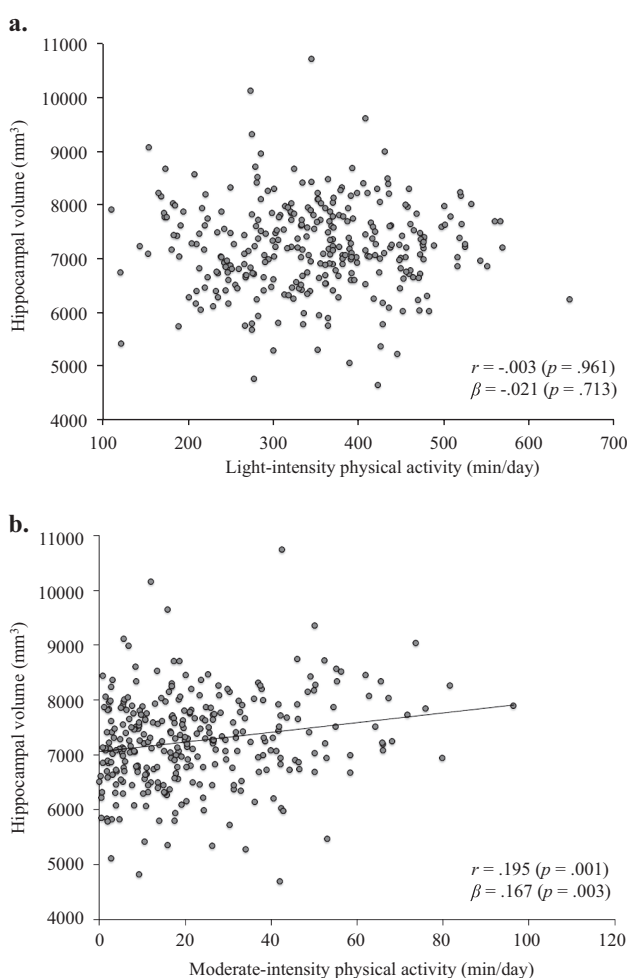 a.
11000
10000
9000
8000
7000
6000
5000
4000
Hippocampal volume (mm³)
r = -.003 (p = .961)
β = -.021 (p = .713)
100 200 300 400 500 600 700
Light-intensity physical activity (min/day)
b.
11000
10000
9000
8000
7000
6000
5000
4000
Hippocampal volume (mm³)
r = .195 (p = .001)
β = .167 (p = .003)
0 20 40 60 80 100 120
Moderate-intensity physical activity (min/day)